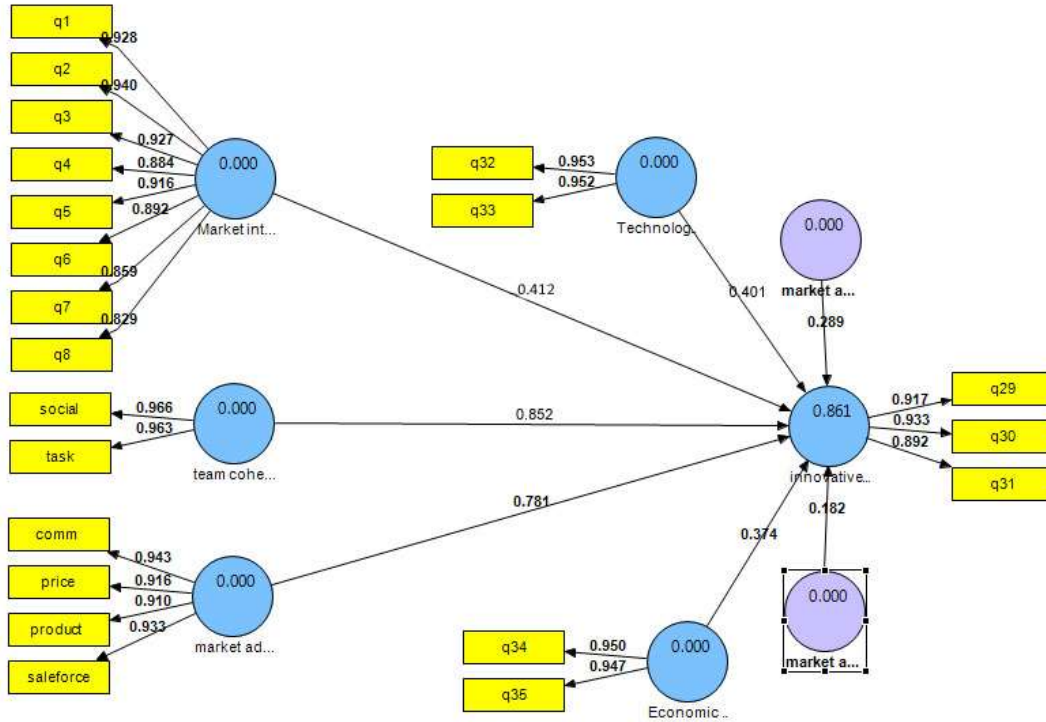 q1
0.928
q2
0.940
q3
0.927
q4
0.884
q5
0.916
q6
0.892
q7
0.859
q8
0.829
0.000
Market int...
q32
0.953
q33
0.952
0.000
Technolog..
0.000
market a...
0.412
0.401
0.289
social
0.966
task
0.963
0.000
team cohe...
0.852
0.861
innovative...
q29
0.917
q30
0.933
q31
0.892
comm
0.943
price
0.916
product
0.910
saleforce
0.933
0.000
market ad...
0.781
0.374
0.182
q34
0.950
q35
0.947
0.000
Economic ..
0.000
market a...